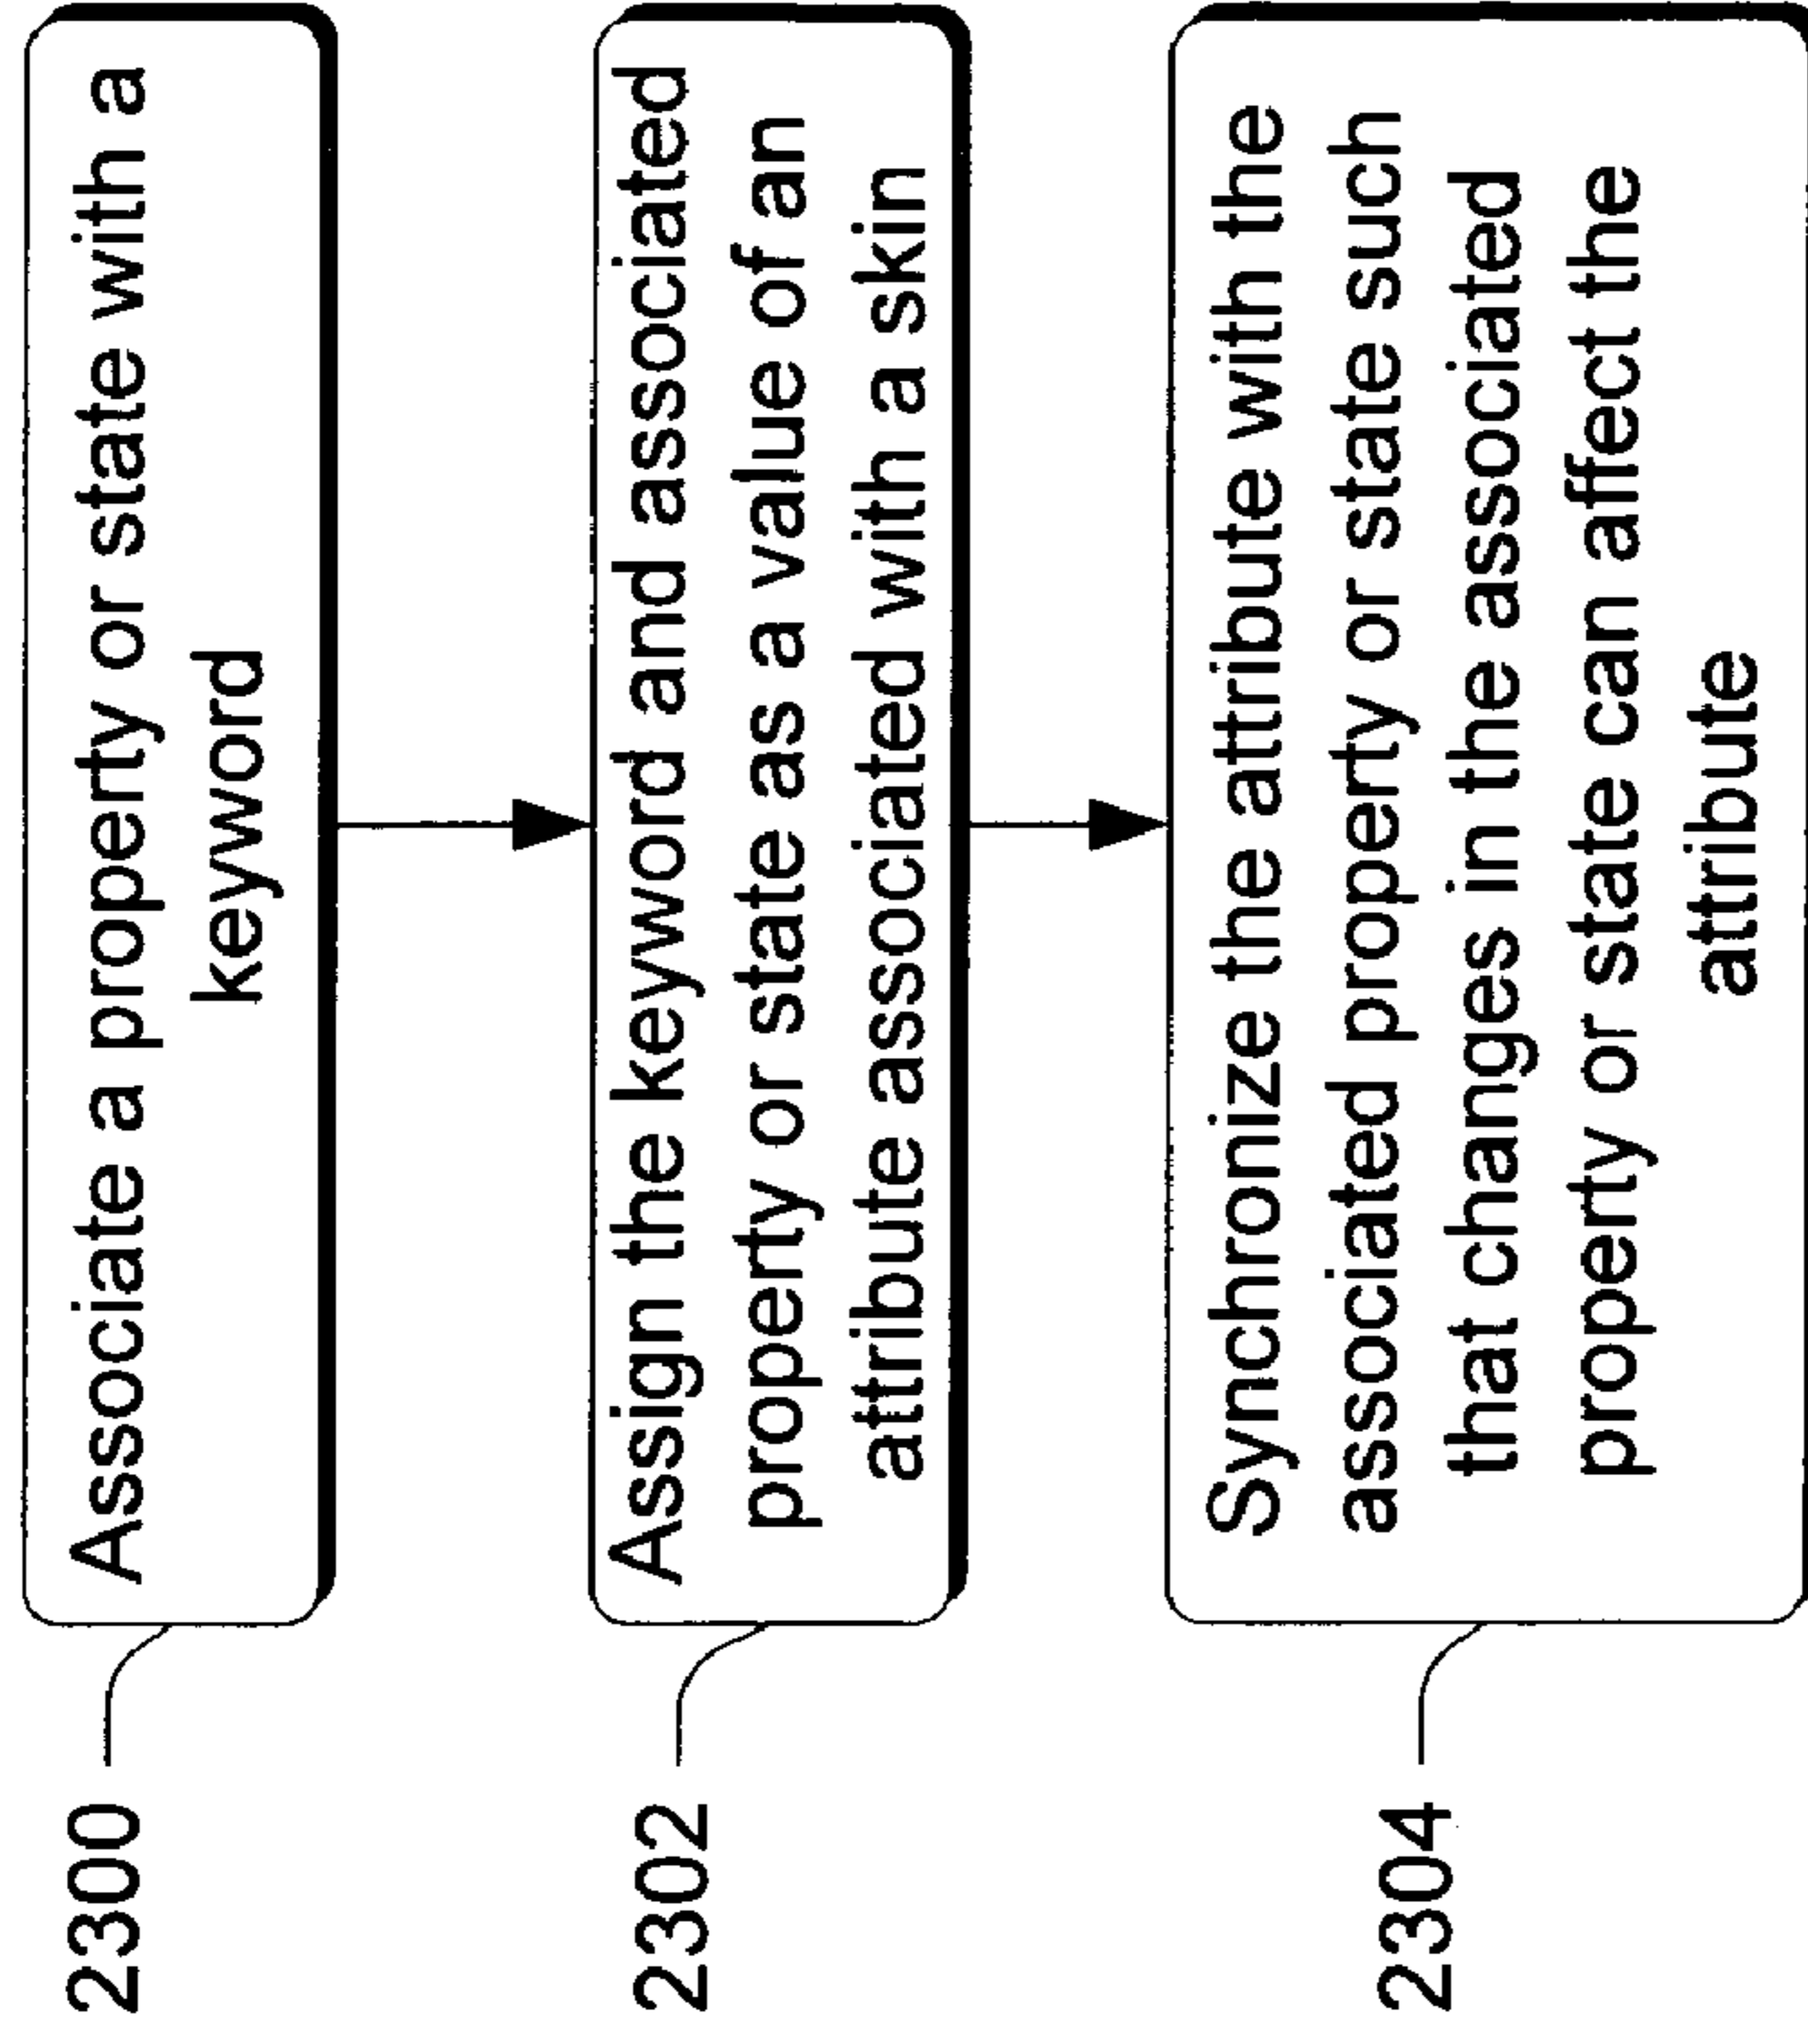 2300
Associate a property or state with a
keyword
2302
Assign the keyword and associated
property or state as a value of an
attribute associated with a skin
2304
Synchronize the attribute with the
associated property or state such
that changes in the associated
property or state can affect the
attribute